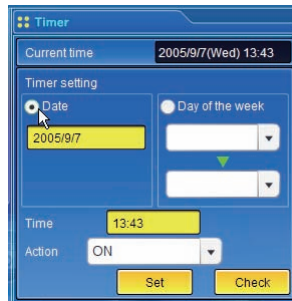 Timer
Current time 2005/9/7(Wed) 13:43
Timer setting
Date Day of the week
2005/9/7
Time 13:43
Action ON
Set Check